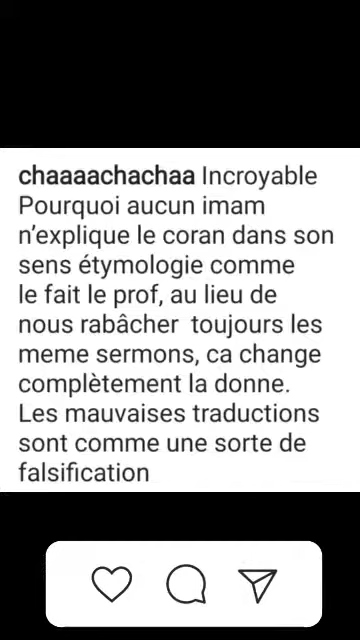 chaaaachachaa Incroyable
Pourquoi aucun imam
n’explique le coran dans son
sens étymologie comme
le fait le prof, au lieu de
nous rabâcher toujours les
meme sermons, ca change
complètement la donne.
Les mauvaises traductions
sont comme une sorte de
falsification